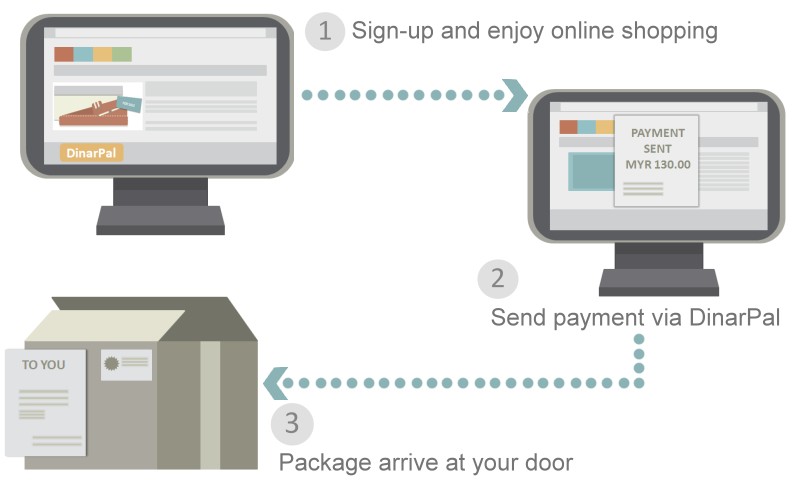 1 Sign-up and enjoy online shopping
DinarPal
PAYMENT
SENT
MYR 130.00
2
Send payment via DinarPal
TO YOU
3
Package arrive at your door